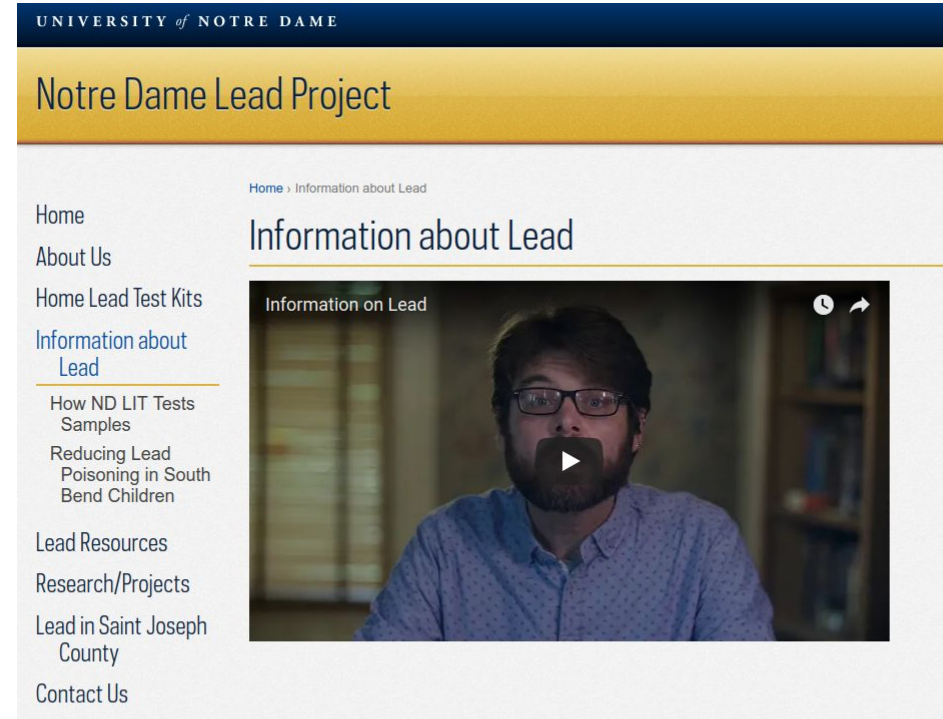 UNIVERSITY of NOTRE DAME
Notre Dame Lead Project
Home
About Us
Home Lead Test Kits
Information about
Lead
How ND LIT Tests
Samples
Reducing Lead
Poisoning in South
Bend Children
Lead Resources
Research/Projects
Lead in Saint Joseph
County
Contact Us
Home › Information about Lead
Information about Lead
Information on Lead